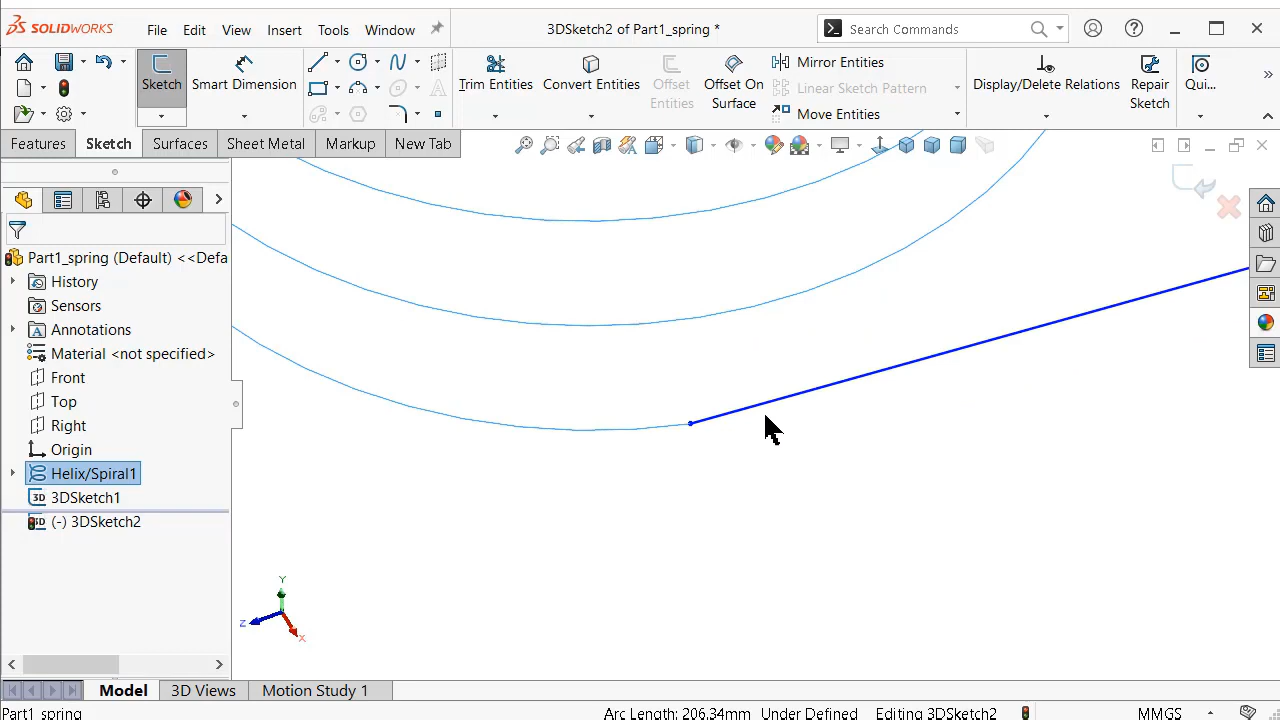 SOLIDWORKS
File Edit View Insert Tools Window
3DSketch2 of Part1_spring *
Search Commands
Sketch
Smart Dimension
Trim Entities
Convert Entities
Offset Entities
Offset On Surface
Mirror Entities
Linear Sketch Pattern
Move Entities
Display/Delete Relations
Repair Sketch
Qui...
Features Sketch Surfaces Sheet Metal Markup New Tab
Part1_spring (Default) <<Defa
History
Sensors
Annotations
Material <not specified>
Front
Top
Right
Origin
Helix/Spiral1
3D 3DSketch1
3D (-) 3DSketch2
Y
Z
X
Model 3D Views Motion Study 1
Part1_spring Arc Length: 206.34mm Under Defined Editing 3DSketch2 MMGS